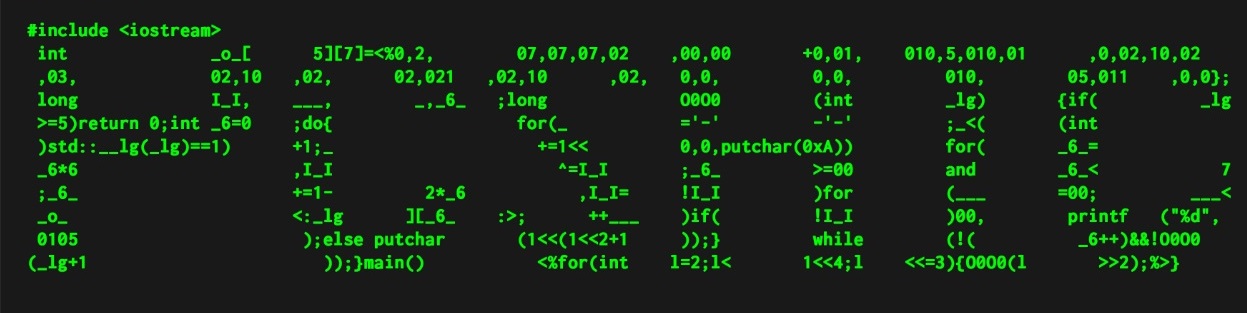 #include <iostream>
int _o_[ 5][7]=<%0,2, 07,07,07,02 ,00,00 +0,01, 010,5,010,01 ,0,02,10,02
,03, 02,10 ,02, 02,021 ,02,10 ,02, 0,0, 0,0, 010, 05,011 ,0,0};
long I_I, ___, _,_6_ ;long O0O0 (int _lg) {if( _lg
>=5)return 0;int _6=0 ;do{ for(_ ='-' -'-' ;_<( (int
)std::__lg(_lg)==1) +1;_ +=1<< 0,0,putchar(0xA)) for( _6_=
_6*6 ,I_I ^=I_I ;_6_ >=00 and _6_< 7
;_6_ +=1- 2*_6 ,I_I= !I_I )for (___ =00; ___<
_o_ <:_lg ][_6_ :>; ++___ )if( !I_I )00, printf ("%d",
0105 );else putchar (1<<(1<<2+1 ));} while (!( _6++)&&!O0O0
(_lg+1 ));}main() <%for(int l=2;l< 1<<4;l <<=3){O0O0(l >>2);%>}